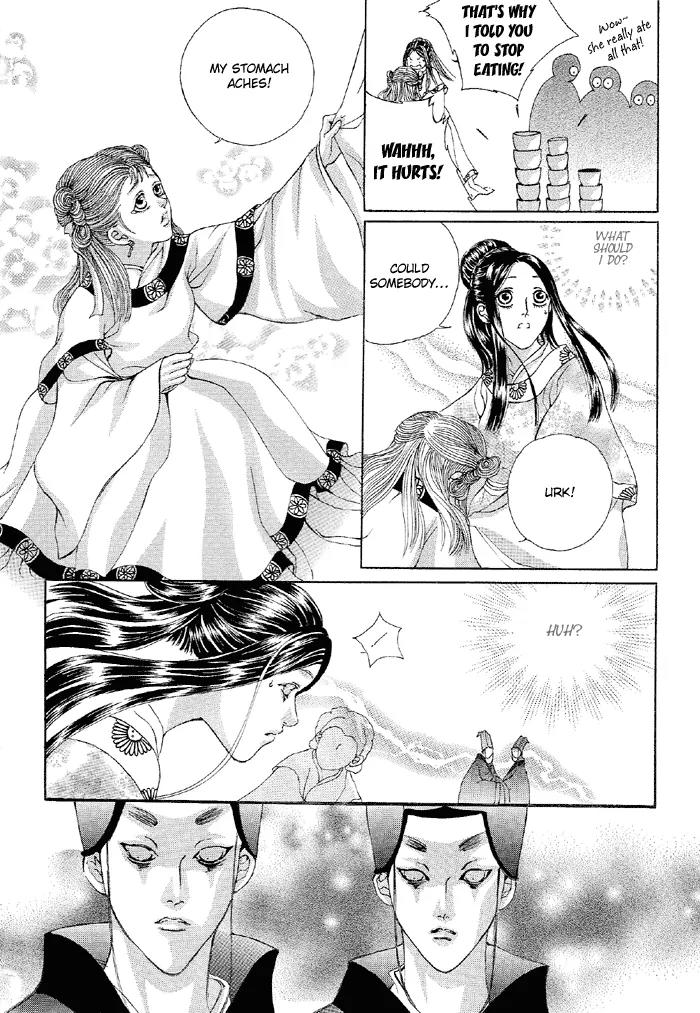 THAT'S WHY
I TOLD YOU
TO STOP
EATING!
Wow~
She really ate
all that!
WAHHH,
IT HURTS!
MY STOMACH
ACHES!
WHAT
SHOULD
I DO?
COULD
SOMEBODY...
URK!
HUH?